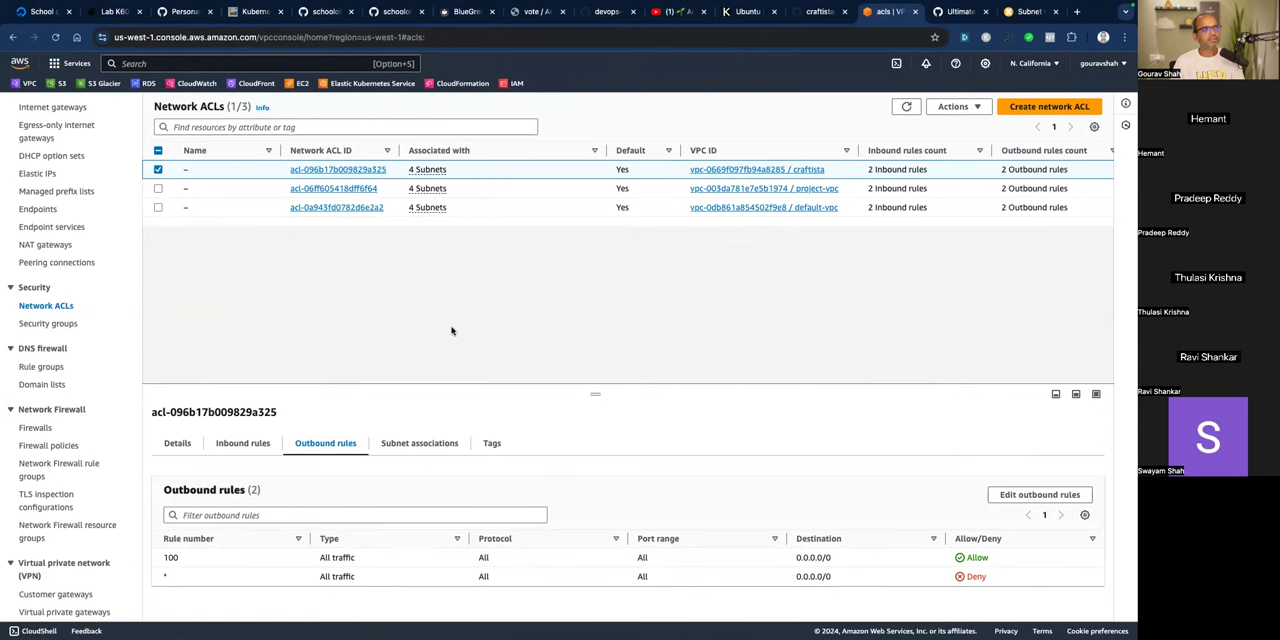 School o
Lab K60
Persona
Kuberne
schoolo
schoolo
BlueGre
vote / A
devops-
(1) A
Ubuntu
craftista
acls | VP
Ultimate
Subnet
us-west-1.console.aws.amazon.com/vpcconsole/home?region=us-west-1#acls:
aws
Services
Search
[Option+S]
N. California
gouravshah
VPC
S3
S3 Glacier
RDS
CloudWatch
CloudFront
EC2
Elastic Kubernetes Service
CloudFormation
IAM
Internet gateways
Egress-only internet
gateways
DHCP option sets
Elastic IPs
Managed prefix lists
Endpoints
Endpoint services
NAT gateways
Peering connections
Security
Network ACLs
Security groups
DNS firewall
Rule groups
Domain lists
Network Firewall
Firewalls
Firewall policies
Network Firewall rule
groups
TLS inspection
configurations
Network Firewall resource
groups
Virtual private network
(VPN)
Customer gateways
Virtual private gateways
Network ACLs (1/3) Info
Actions
Create network ACL
Find resources by attribute or tag
1
Name Network ACL ID Associated with Default VPC ID Inbound rules count Outbound rules count
– acl-096b17b009829a325 4 Subnets Yes vpc-0669f097fb94a8285 / craftista 2 Inbound rules 2 Outbound rules
– acl-06ff605418dff6f64 4 Subnets Yes vpc-003da781e7e5b1974 / project-vpc 2 Inbound rules 2 Outbound rules
– acl-0a943fd0782d6e2a2 4 Subnets Yes vpc-0db861a854502f9e8 / default-vpc 2 Inbound rules 2 Outbound rules
acl-096b17b009829a325
Details Inbound rules Outbound rules Subnet associations Tags
Outbound rules (2)
Edit outbound rules
Filter outbound rules
1
Rule number Type Protocol Port range Destination Allow/Deny
100 All traffic All All 0.0.0.0/0 Allow
* All traffic All All 0.0.0.0/0 Deny
CloudShell Feedback © 2024, Amazon Web Services, Inc. or its affiliates. Privacy Terms Cookie preferences
Gourav Shah
Hemant
Hemant
Pradeep Reddy
Pradeep Reddy
Thulasi Krishna
Thulasi Krishna
Ravi Shankar
Ravi Shankar
S
Swayam Shah